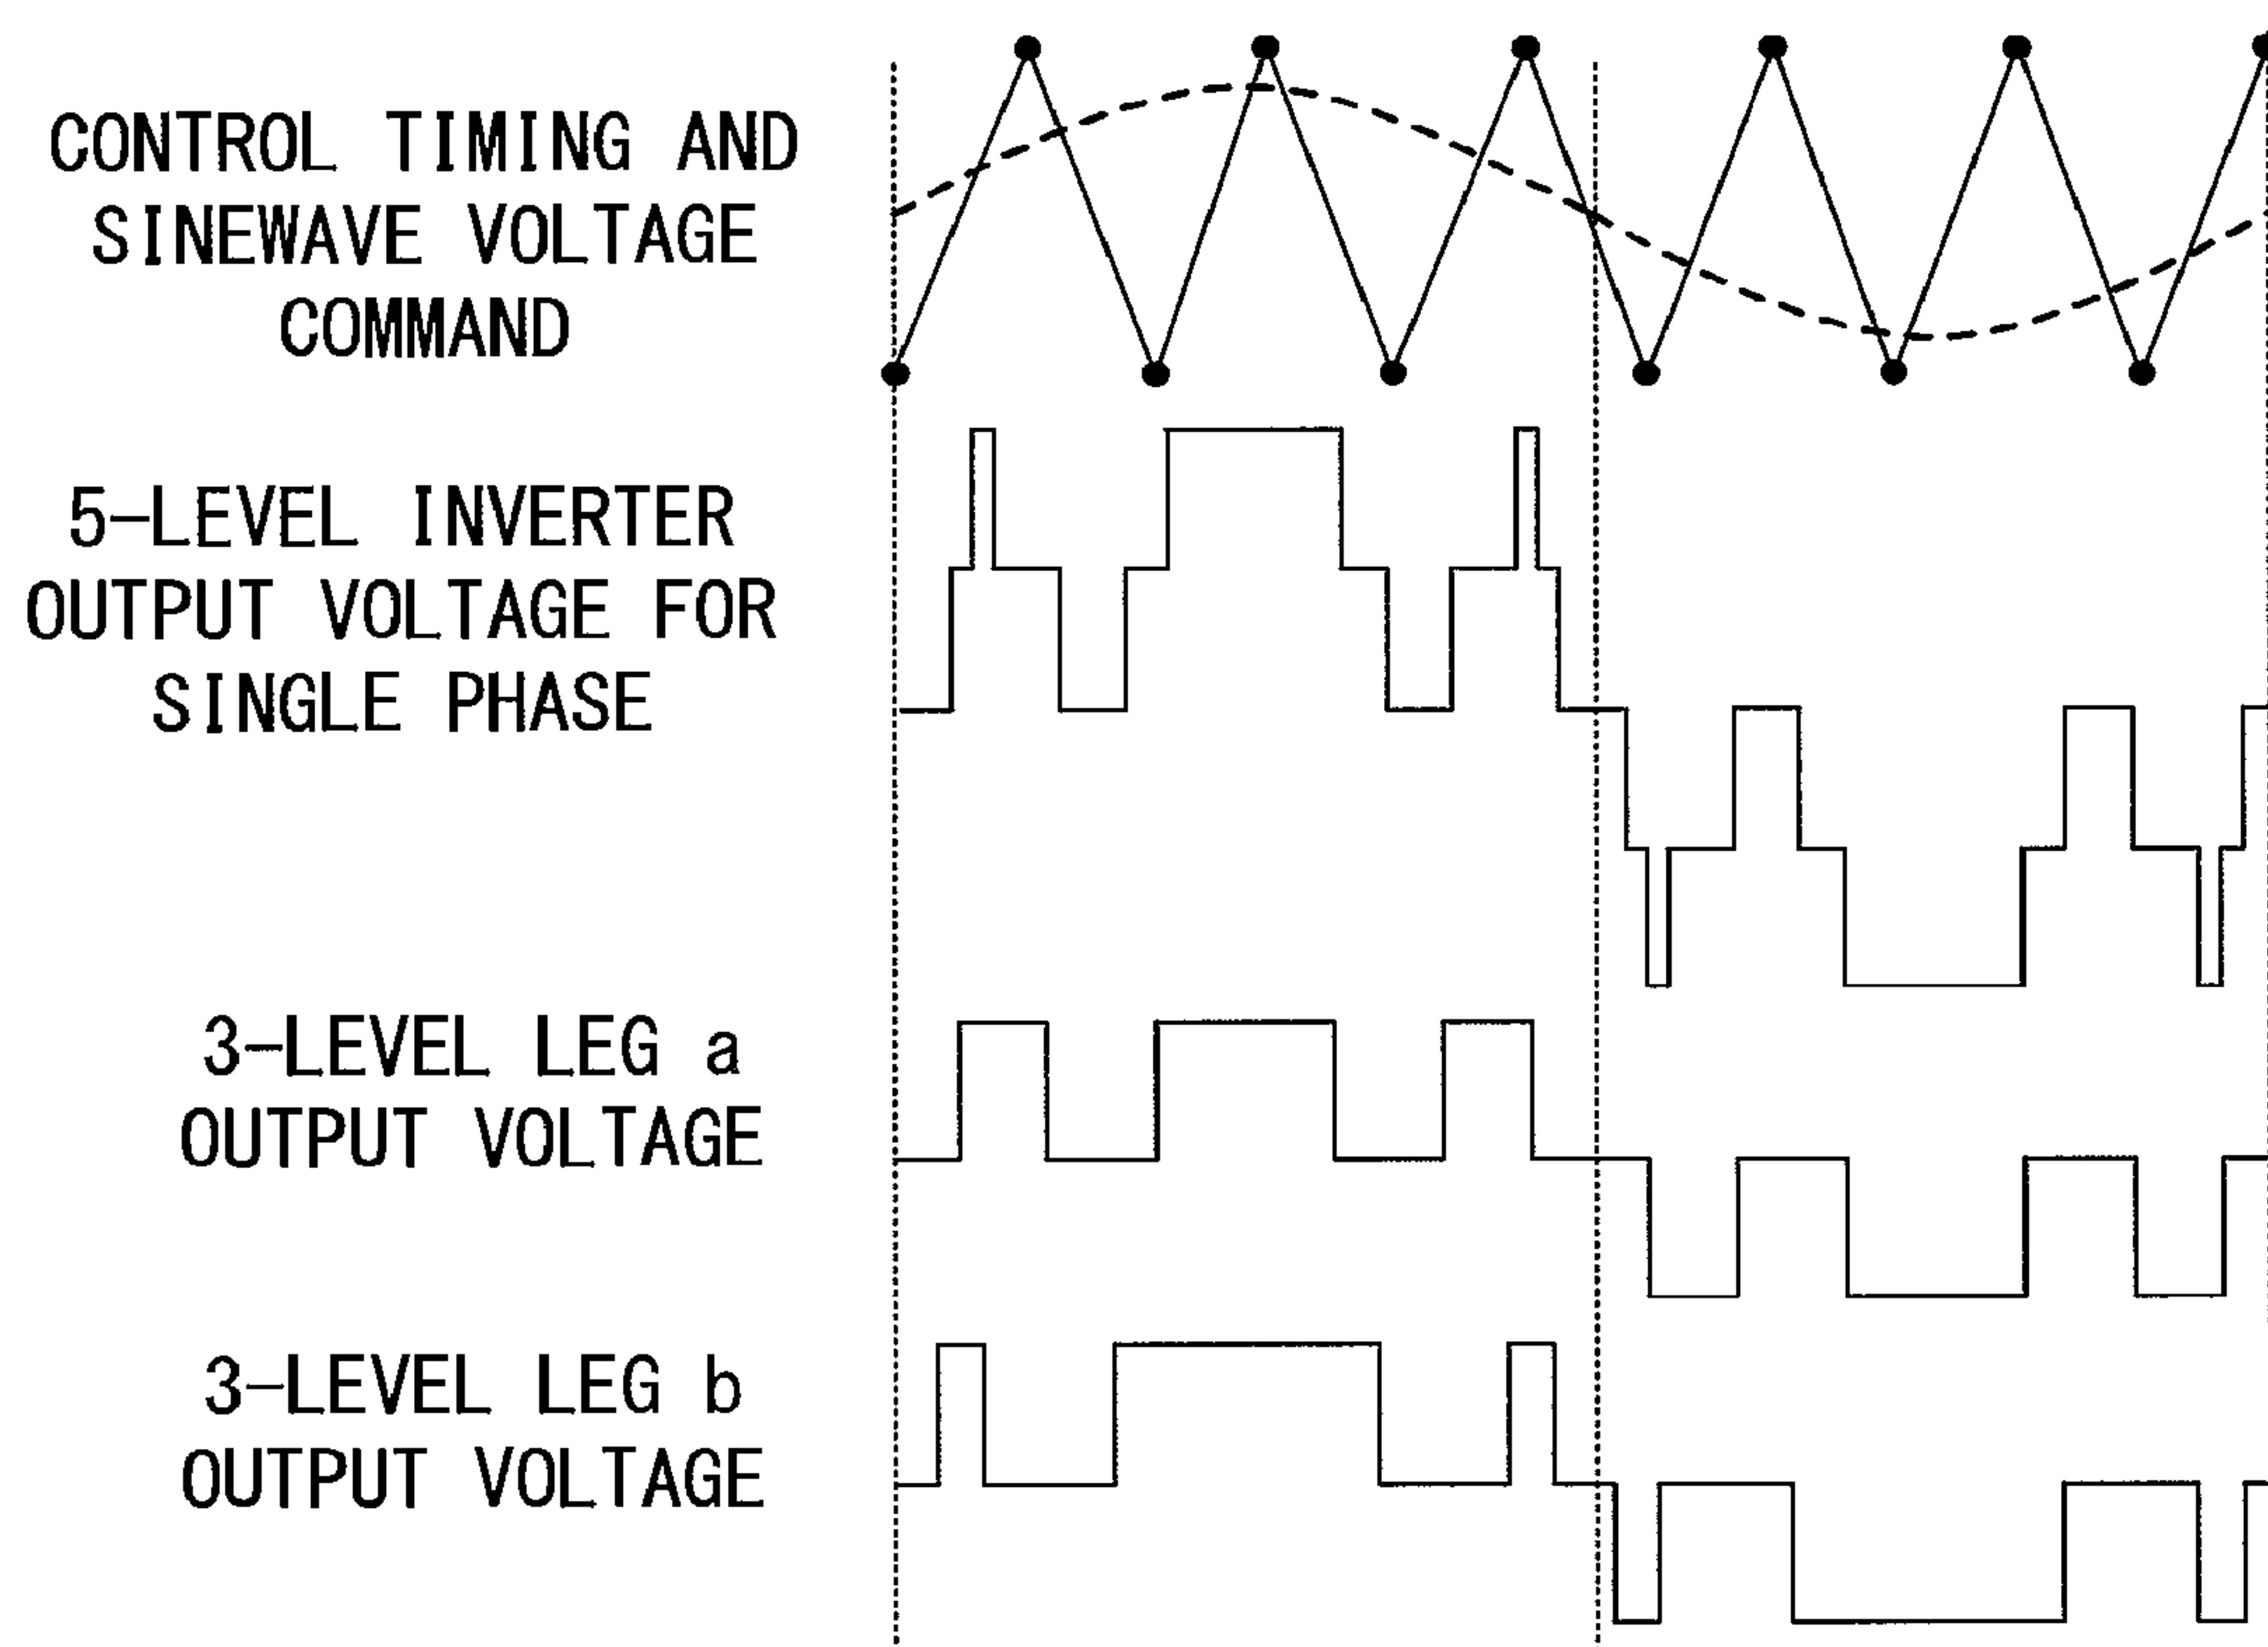 CONTROL TIMING AND
SINEWAVE VOLTAGE
COMMAND
5-LEVEL INVERTER
OUTPUT VOLTAGE FOR
SINGLE PHASE
3-LEVEL LEG a
OUTPUT VOLTAGE
3-LEVEL LEG b
OUTPUT VOLTAGE